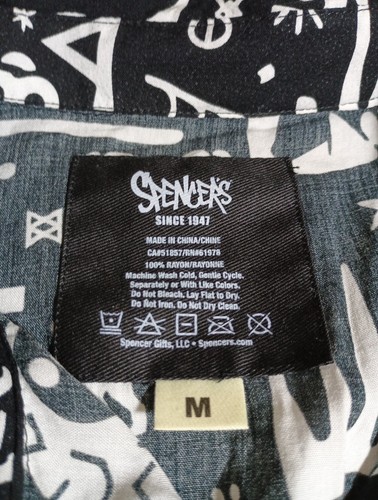 SPENCER'S
SINCE 1947
MADE IN CHINA/CHINE
CA#51857/RN#61976
100% RAYON/RAYONNE
Machine Wash Cold, Gentle Cycle.
Separately or With Like Colors.
Do Not Bleach. Lay Flat to Dry.
Do Not Iron. Do Not Dry Clean.
Spencer Gifts, LLC • Spencers.com
M